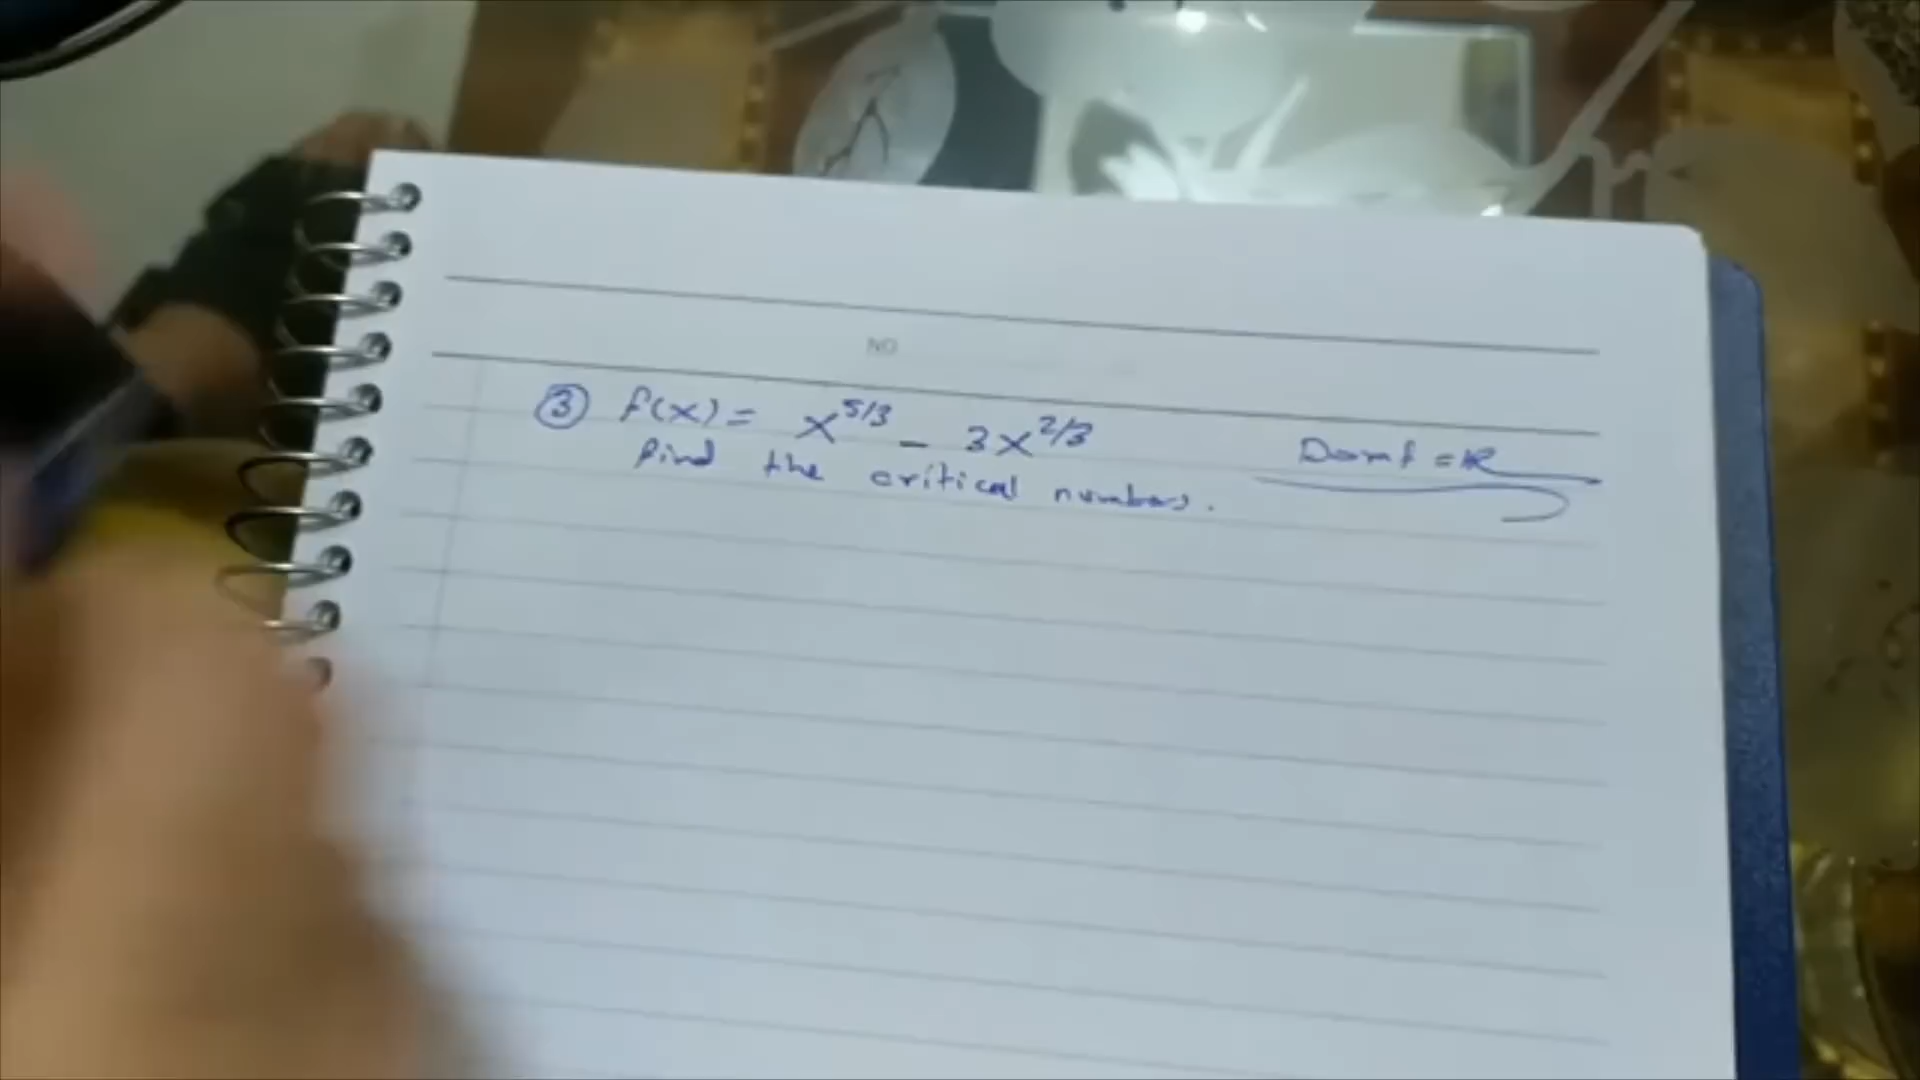 NO
③ f(x) = x^5/3 - 3x^2/3 Dom f = ℝ
find the critical numbers.